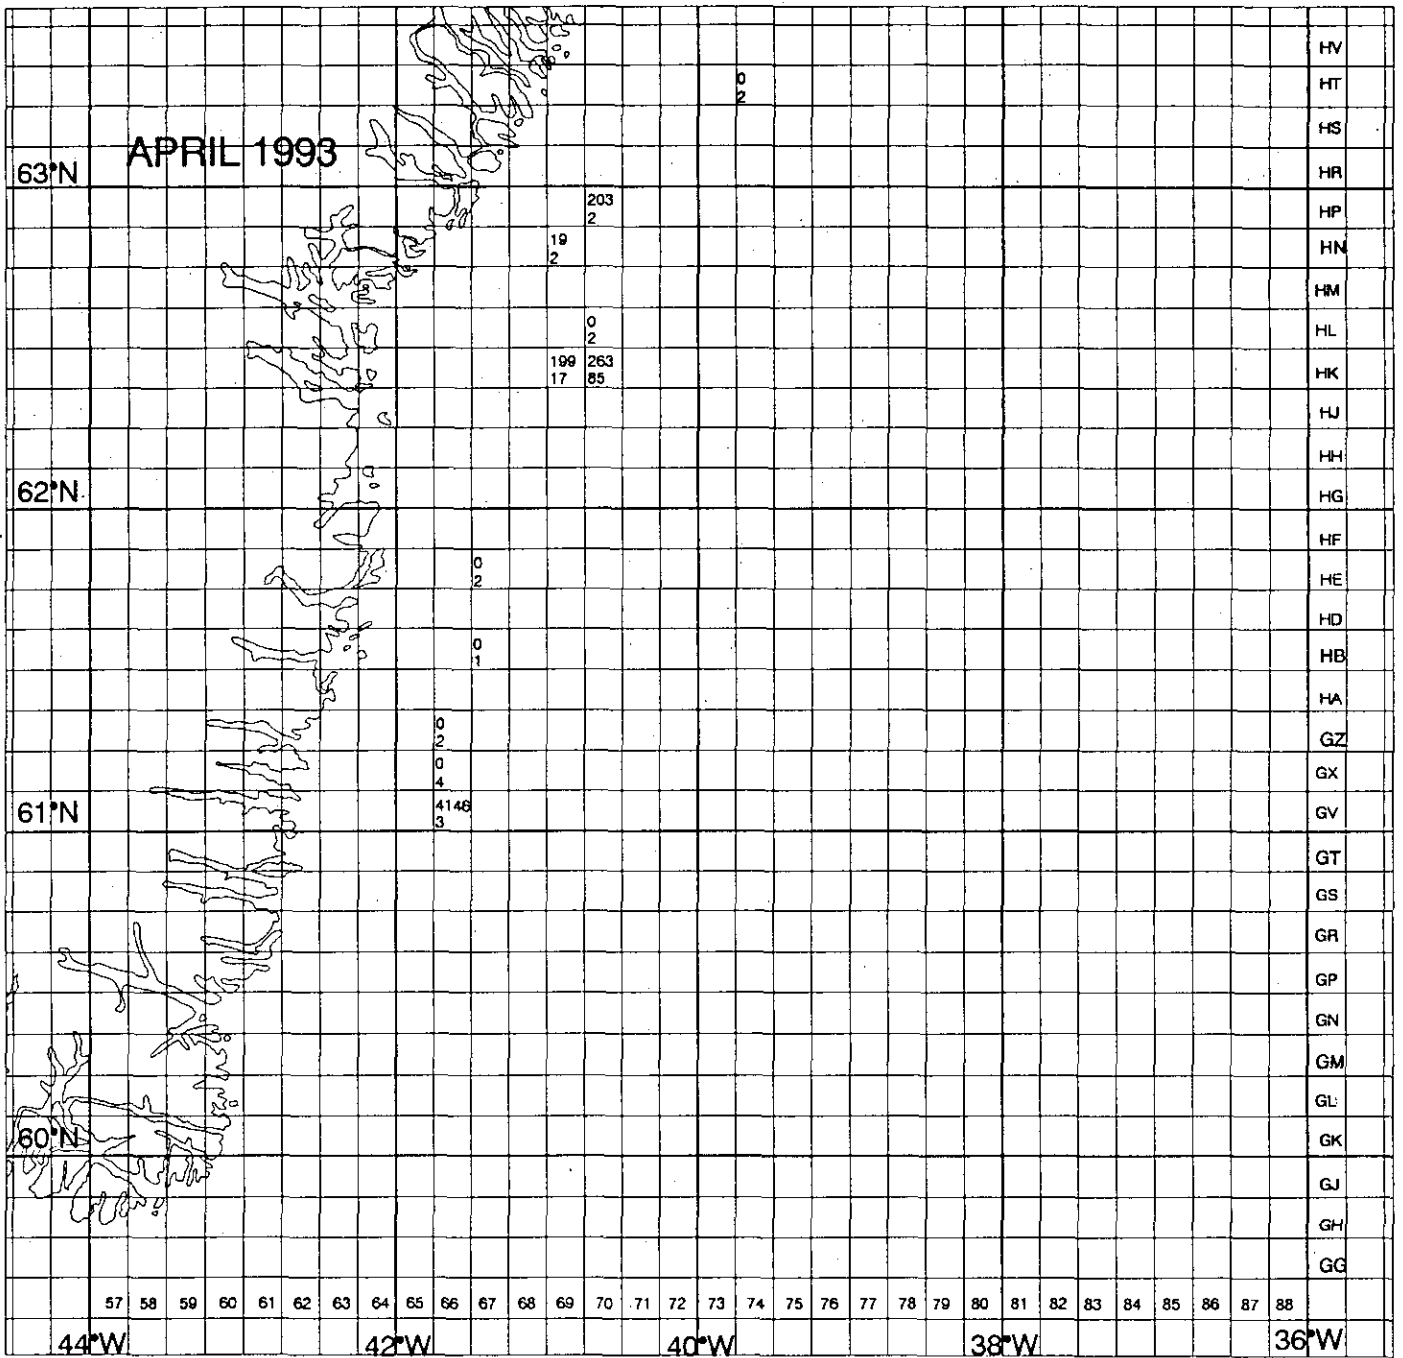 HV
0 HT
2
HS
APRIL 1993
63°N HR
203 HP
2
19 HN
2
HM
0 HL
2
199 263 HK
17 85
HJ
HH
62°N HG
HF
0
2 HE
HD
0 HB
1
HA
0
2 GZ
0 GX
4
61°N 4146 GV
3
GT
GS
GR
GP
GN
GM
GL
60°N GK
GJ
GH
GG
57 58 59 60 61 62 63 64 65 66 67 68 69 70 71 72 73 74 75 76 77 78 79 80 81 82 83 84 85 86 87 88
44°W 42°W 40°W 38°W 36°W